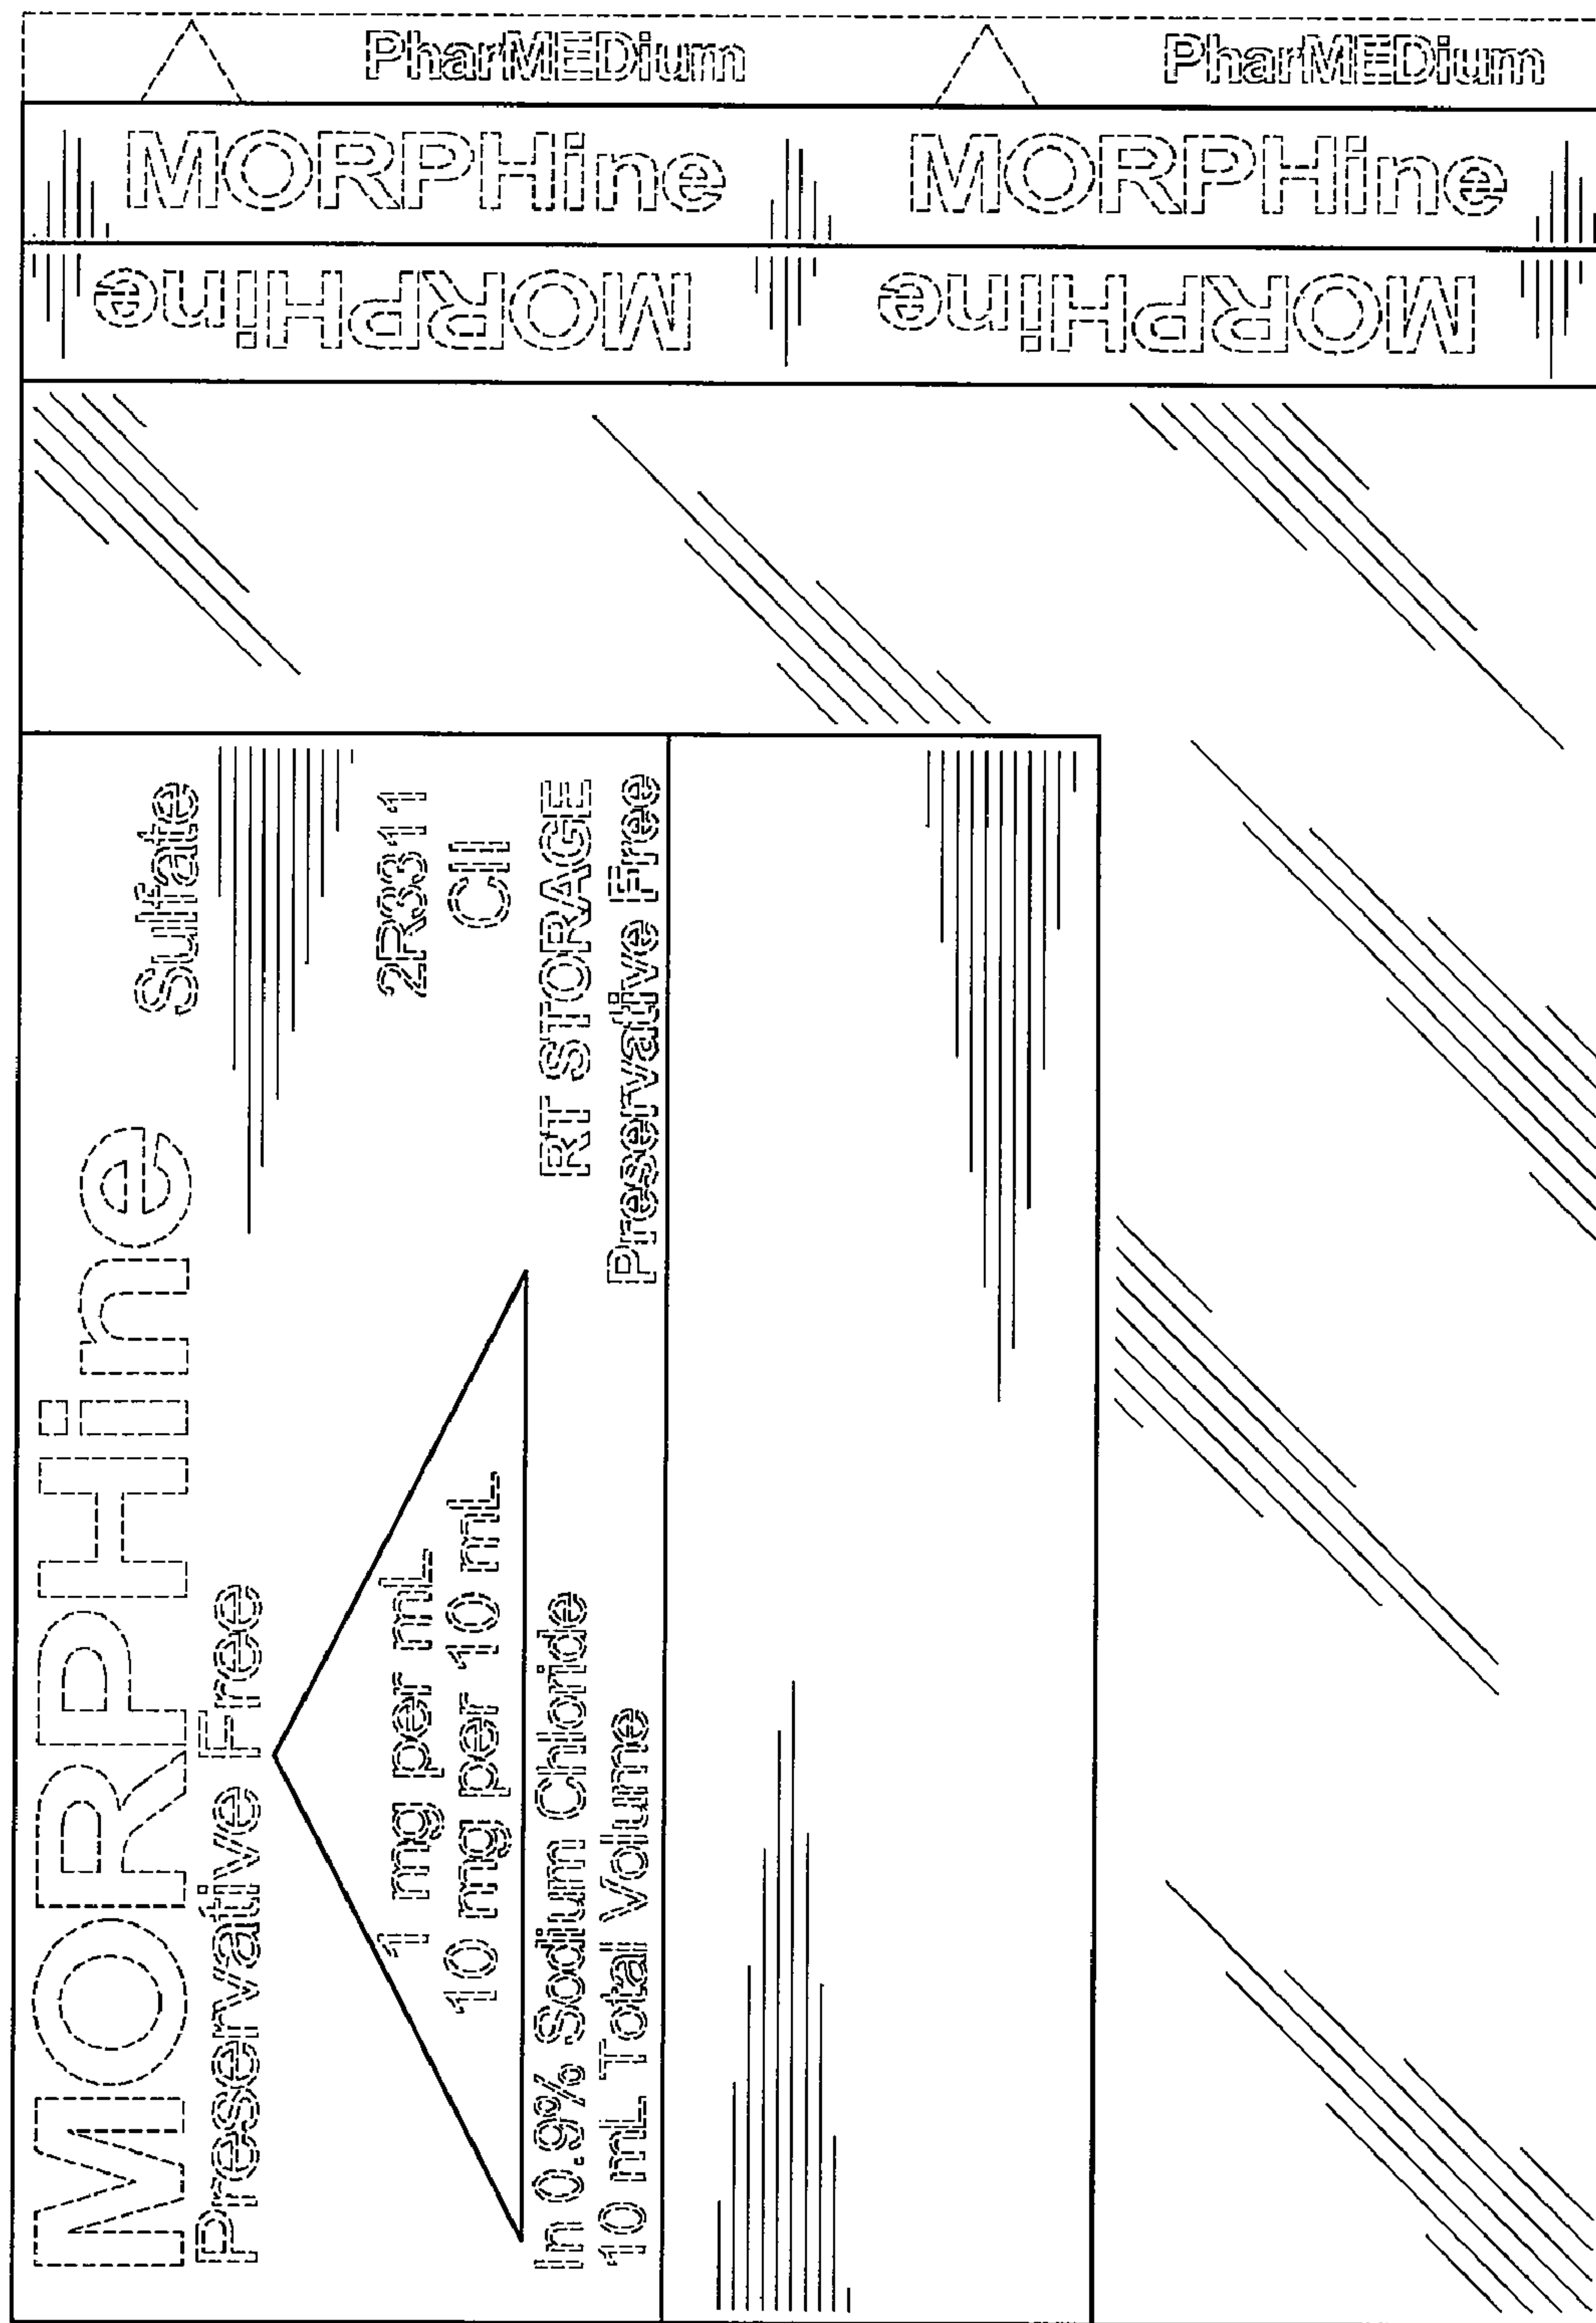 PharMEDium PharMEDium
MORPHine MORPHine
MORPHine MORPHine
MORPHine Sulfate
Preservative Free
2R3311
1 mg per mL
CII
10 mg per 10 mL
In 0.9% Sodium Chloride RT STORAGE
10 mL Total Volume Preservative Free